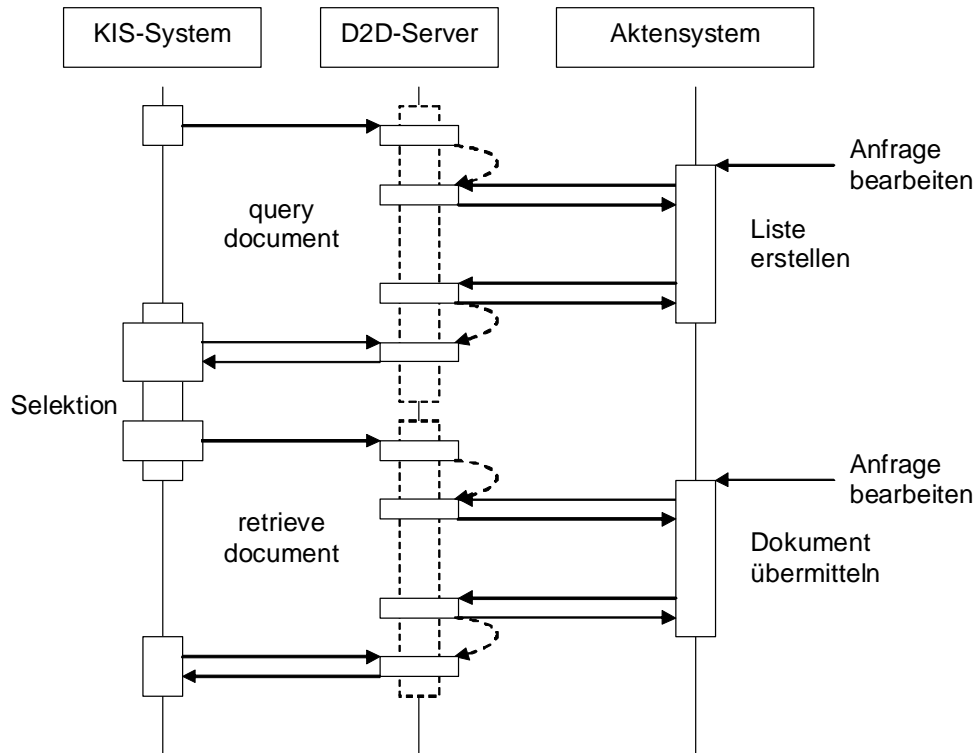 KIS-System
D2D-Server
Aktensystem
Anfrage
bearbeiten
query
document
Liste
erstellen
Selektion
Anfrage
bearbeiten
retrieve
document
Dokument
übermitteln